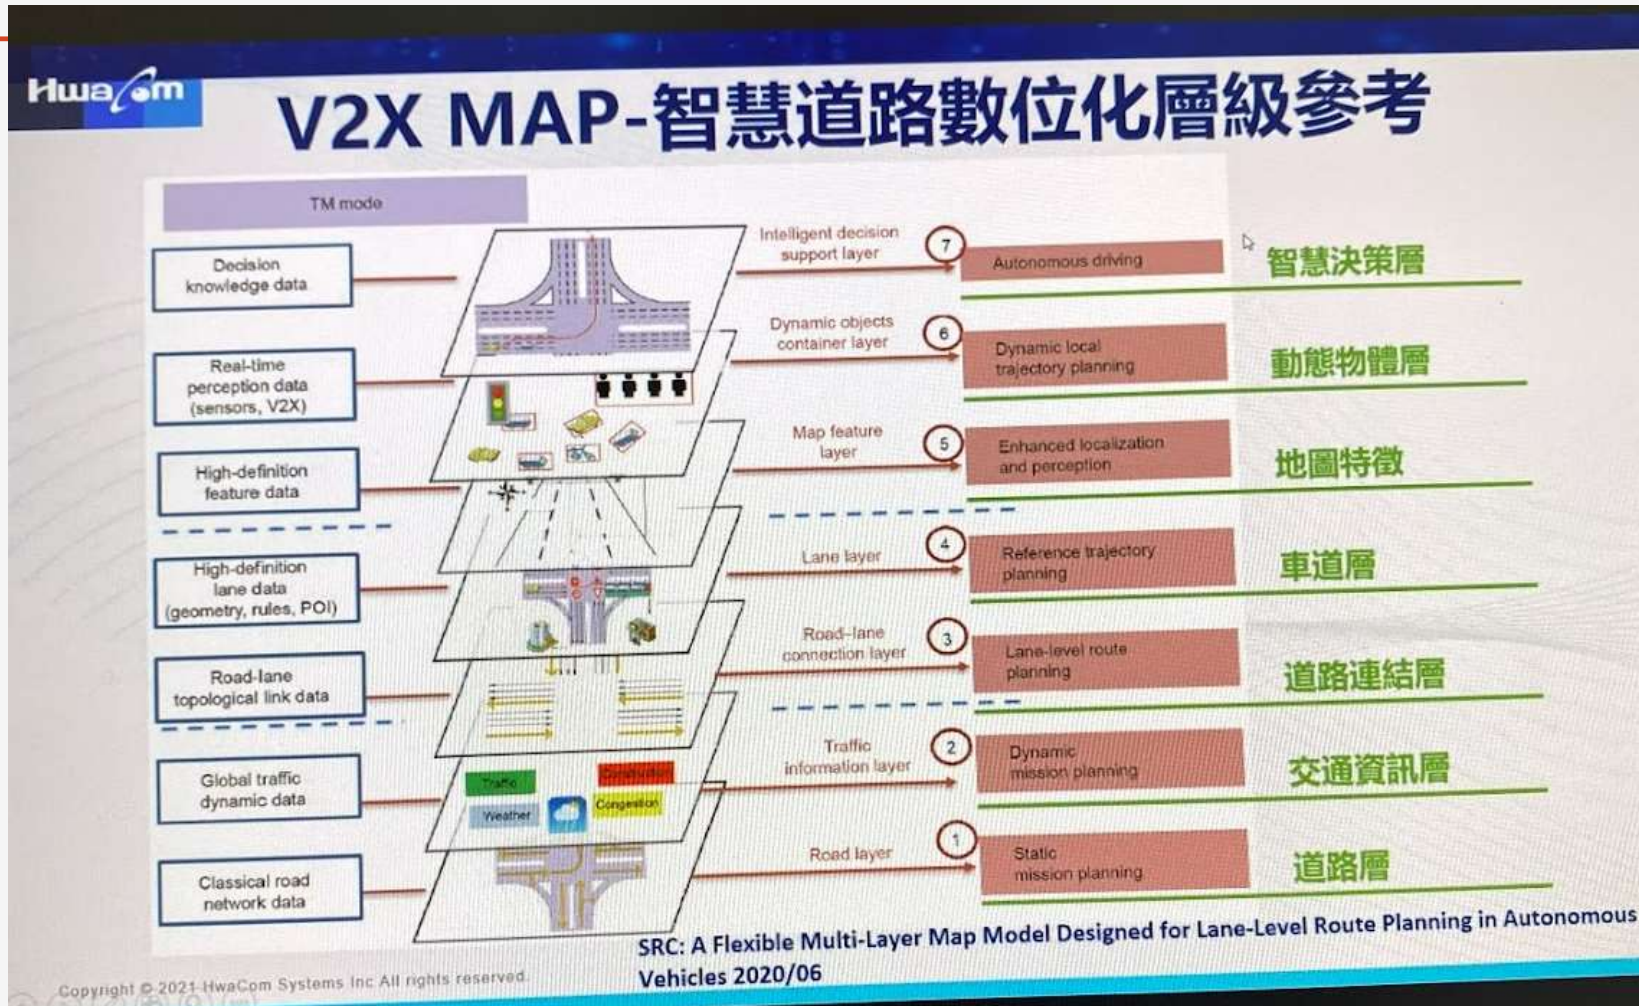 HwaCom
V2X MAP-智慧道路數位化層級參考
TM mode
Decision
knowledge data
Intelligent decision
support layer
7
Autonomous driving
智慧決策層
Real-time
perception data
(sensors, V2X)
Dynamic objects
container layer
6
Dynamic local
trajectory planning
動態物體層
High-definition
feature data
Map feature
layer
5
Enhanced localization
and perception
地圖特徵
High-definition
lane data
(geometry, rules, POI)
Lane layer
4
Reference trajectory
planning
車道層
Road-lane
topological link data
Road–lane
connection layer
3
Lane-level route
planning
道路連結層
Global traffic
dynamic data
Traffic
Construction
Weather
Congestion
Traffic
information layer
2
Dynamic
mission planning
交通資訊層
Classical road
network data
Road layer
1
Static
mission planning
道路層
SRC: A Flexible Multi-Layer Map Model Designed for Lane-Level Route Planning in Autonomous
Vehicles 2020/06
Copyright © 2021 HwaCom Systems Inc All rights reserved.